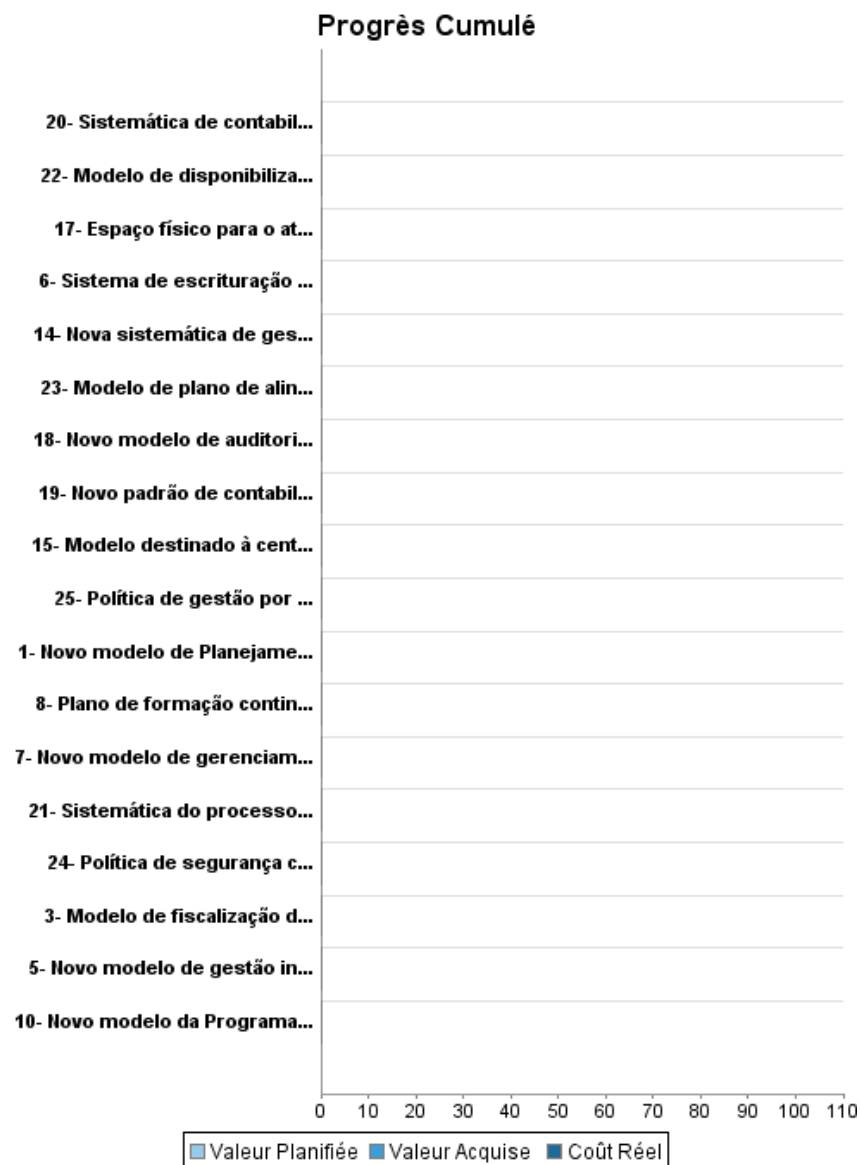 Progrès Cumulé
20- Sistemática de contabil...
22- Modelo de disponibiliza...
17- Espaço físico para o at...
6- Sistema de escrituração ...
14- Nova sistemática de ges...
23- Modelo de plano de alin...
18- Novo modelo de auditori...
19- Novo padrão de contabil...
15- Modelo destinado à cent...
25- Política de gestão por ...
1- Novo modelo de Planejame...
8- Plano de formação contin...
7- Novo modelo de gerenciam...
21- Sistemática do processo...
24- Política de segurança c...
3- Modelo de fiscalização d...
5- Novo modelo de gestão in...
10- Novo modelo da Programa...
0 10 20 30 40 50 60 70 80 90 100 110
Valeur Planifiée Valeur Acquise Coût Réel